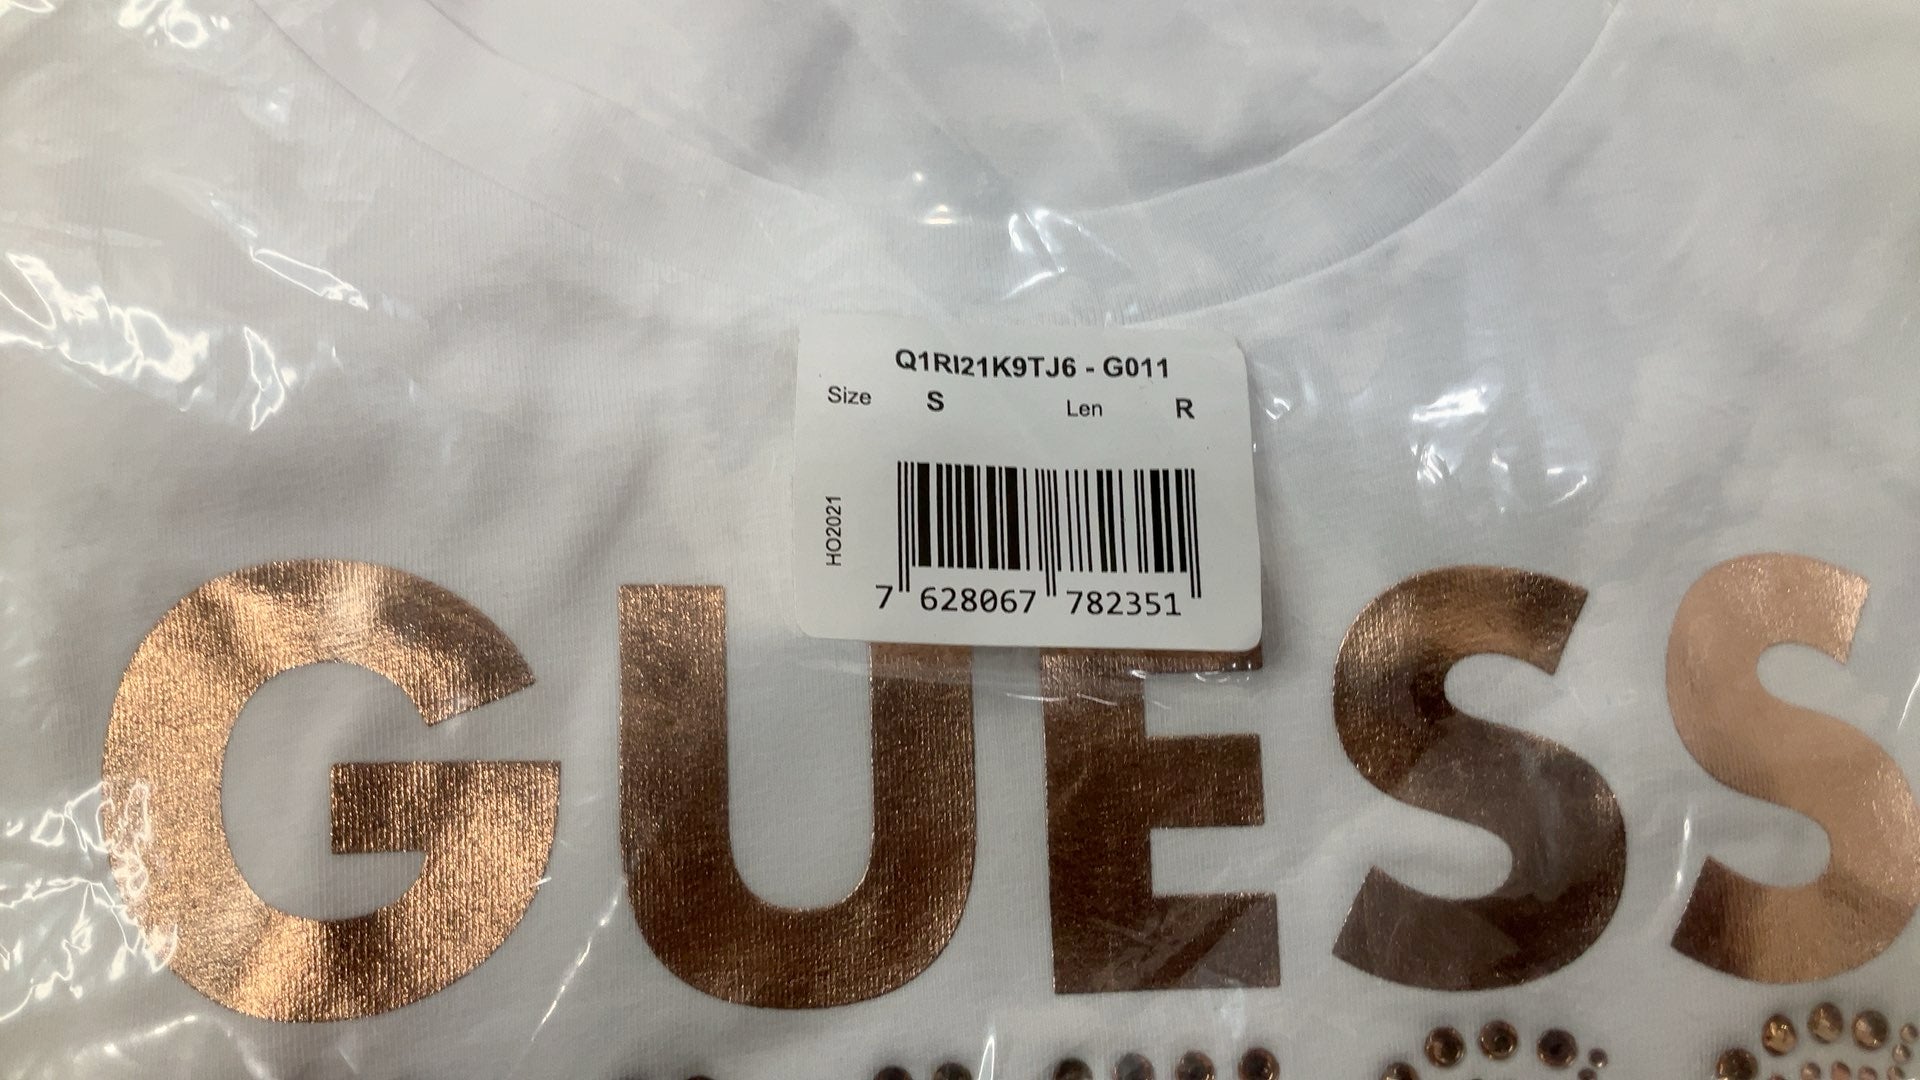 Q1RI21K9TJ6 - G011
Size S Len R
HO2021
7 628067 782351
GUESS